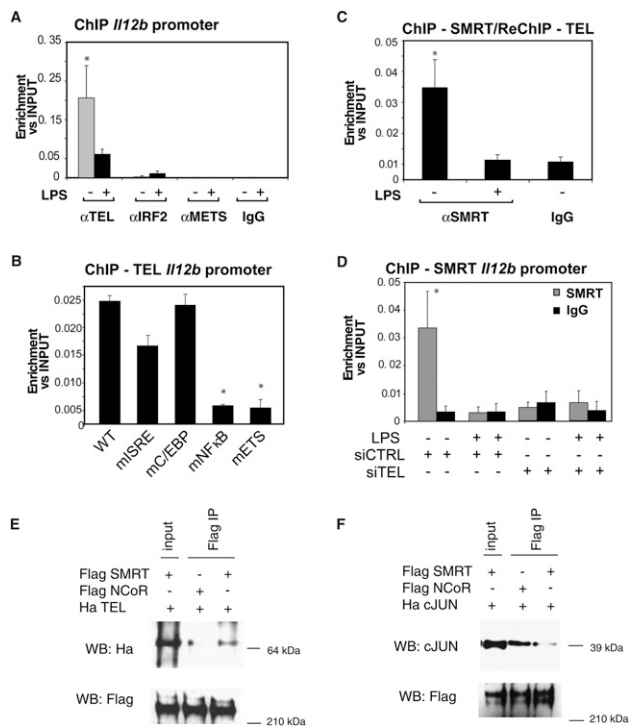 A
ChIP Il12b promoter
Enrichment vs INPUT
0.35
0.25
0.15
0.05
*
LPS - + - + - + - +
αTEL αIRF2 αMETS IgG
B
ChIP - TEL Il12b promoter
Enrichment vs INPUT
0.025
0.020
0.015
0.010
0.005
* *
WT mISRE mC/EBP mNFκB mETS
C
ChIP - SMRT/ReChIP - TEL
Enrichment vs INPUT
0.05
0.04
0.03
0.02
0.01
0
*
LPS - + -
αSMRT IgG
D
ChIP - SMRT Il12b promoter
Enrichment vs INPUT
0.05
0.04
0.03
0.02
0.01
0
*
SMRT
IgG
LPS - - + + - - + +
siCTRL + + + + - - - -
siTEL - - - - + + + +
E
input Flag IP
Flag SMRT + - +
Flag NCoR - + -
Ha TEL + + +
WB: Ha
64 kDa
WB: Flag
210 kDa
F
input Flag IP
Flag SMRT + - +
Flag NCoR - + -
Ha cJUN + + +
WB: cJUN
39 kDa
WB: Flag
210 kDa